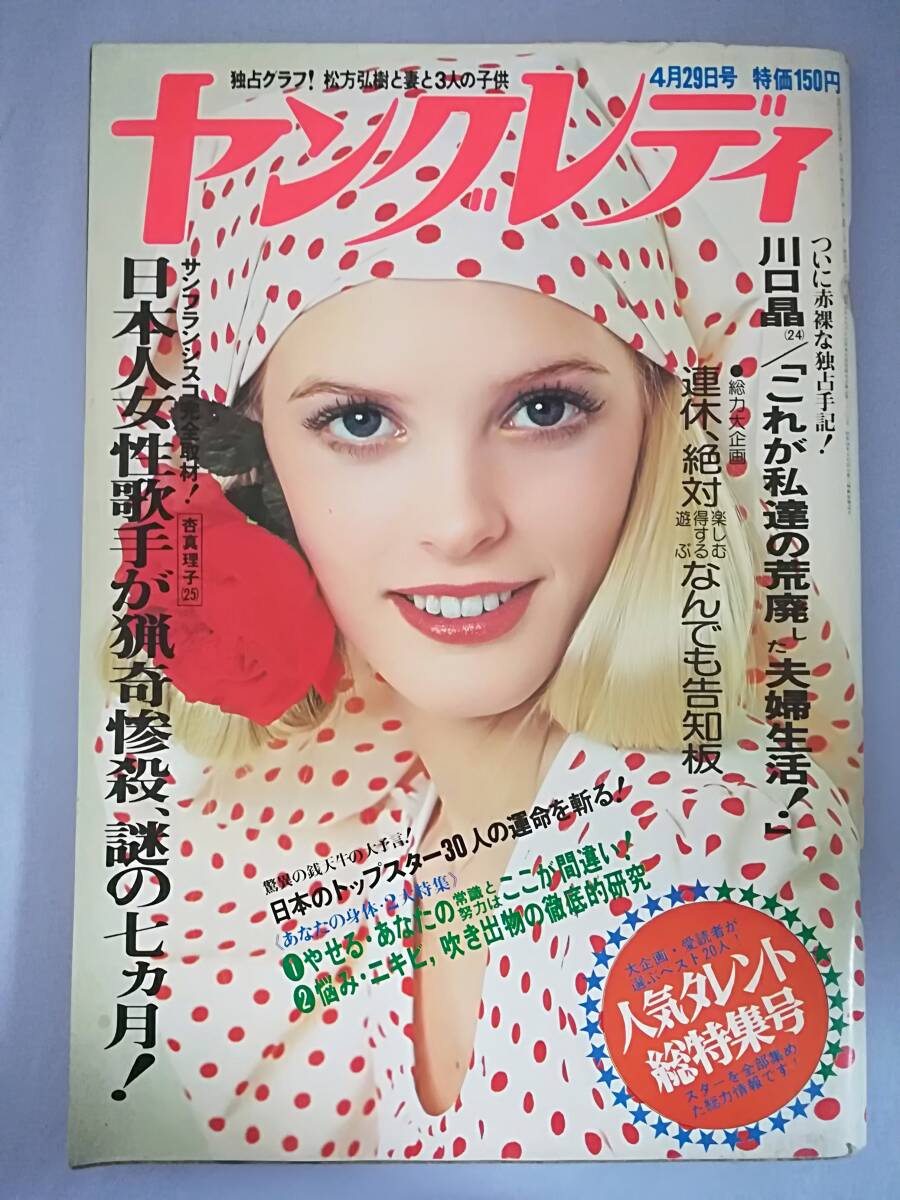 独占グラフ! 松方弘樹と妻と3人の子供
4月29日号 特価150円
ヤングレディ
ついに赤裸な独占手記!
川口晶(24)/「これが私達の荒廃した夫婦生活!」
●総力大企画
連休、絶対楽しむ得する遊ぶなんでも告知板
サンフランシスコ完全取材!
杏真理子(25)
日本人女性歌手が猟奇惨殺、謎の七カ月!
驚異の銭天牛の大予言!
日本のトップスター30人の運命を斬る!
《あなたの身体・2大特集》
❶やせる・あなたの常識と努力はここが間違い!
❷悩み・ニキビ,吹き出物の徹底的研究
大企画・愛読者が
選ぶベスト20人!
人気タレント
総特集号
スターを全部集め
た総力情報です!